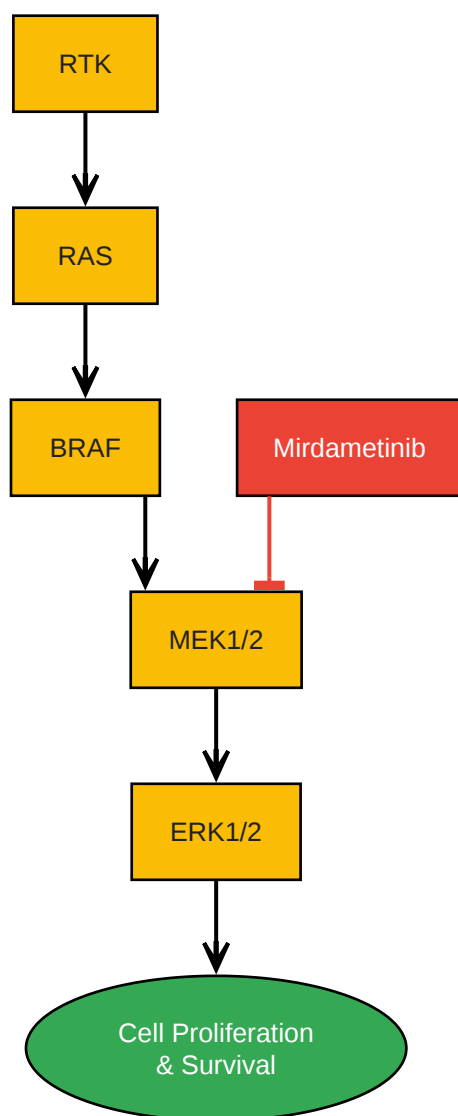 RTK
RAS
BRAF
Mirdametinib
MEK1/2
ERK1/2
Cell Proliferation
& Survival